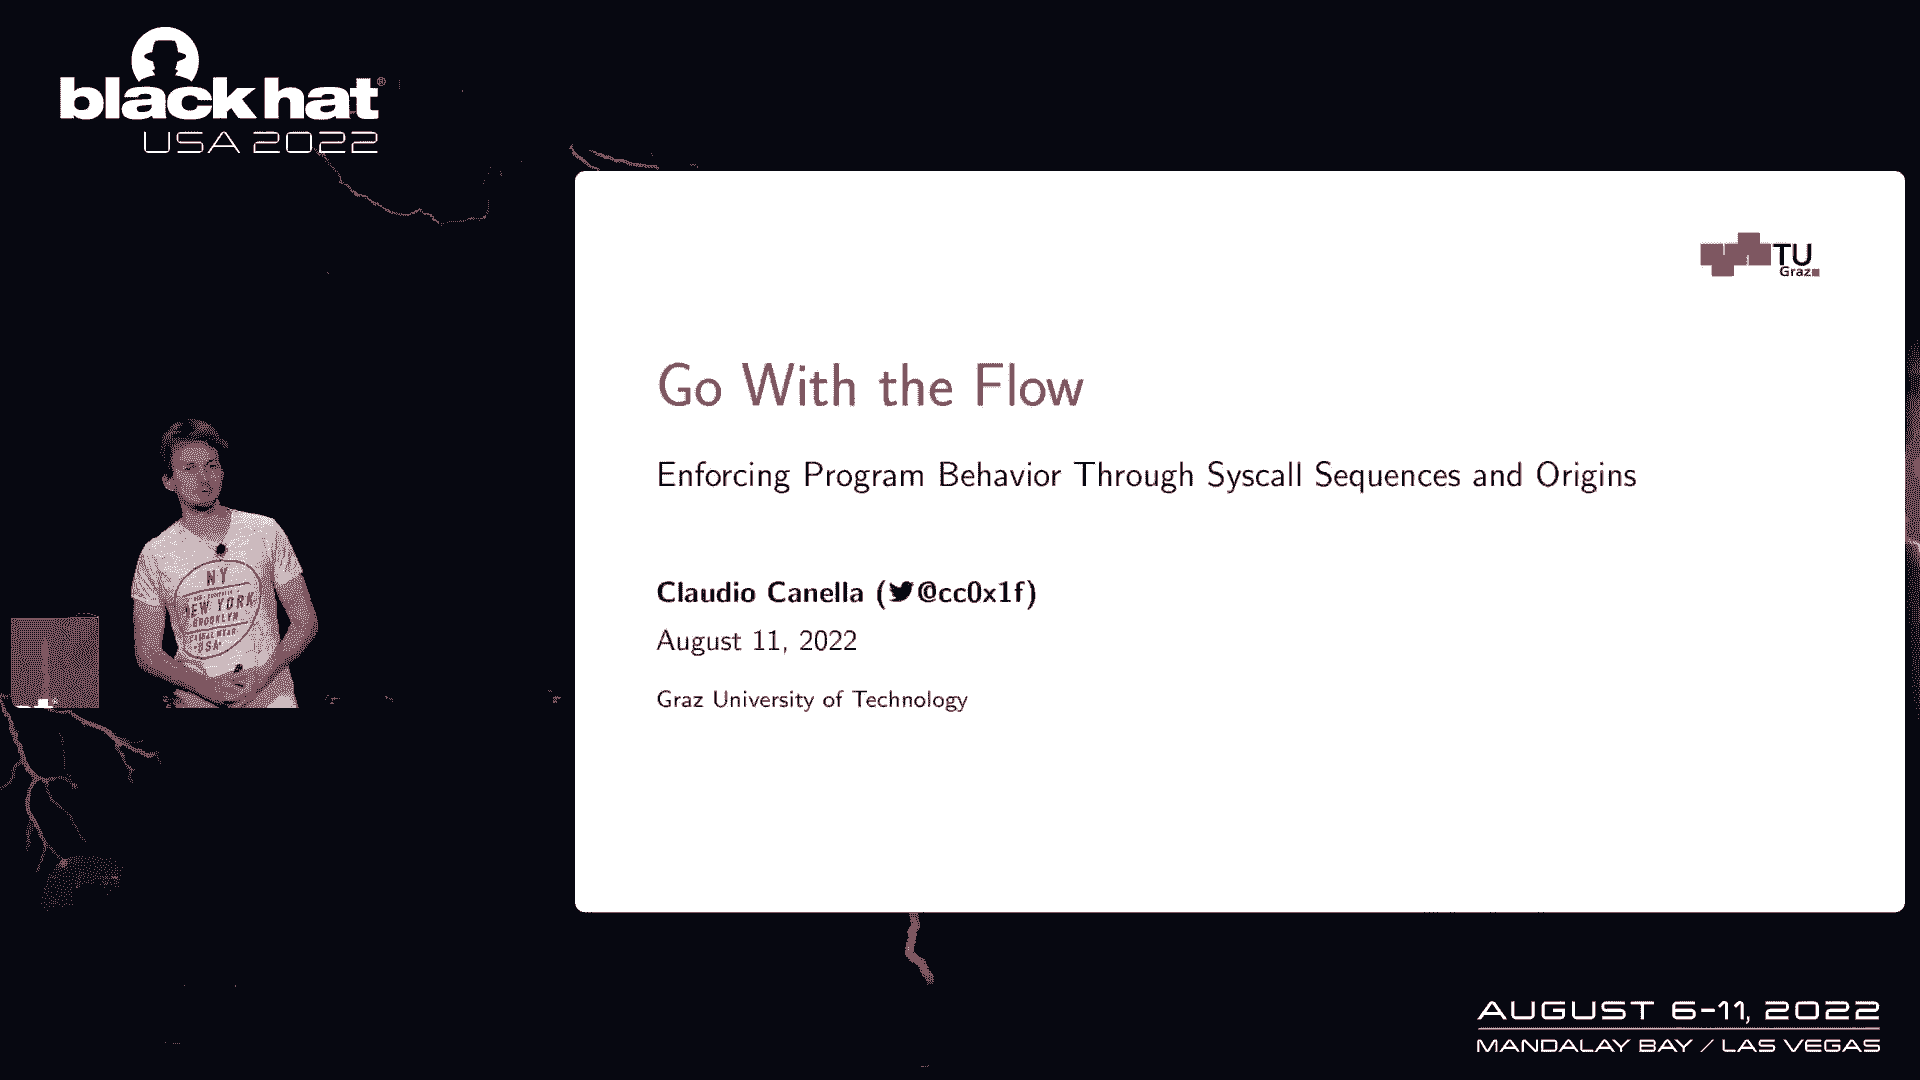 black hat®
USA 2022
TU
Graz
Go With the Flow
Enforcing Program Behavior Through Syscall Sequences and Origins
Claudio Canella (@cc0x1f)
August 11, 2022
Graz University of Technology
NY
NEW YORK
BROOKLYN
USA
AUGUST 6-11, 2022
MANDALAY BAY / LAS VEGAS